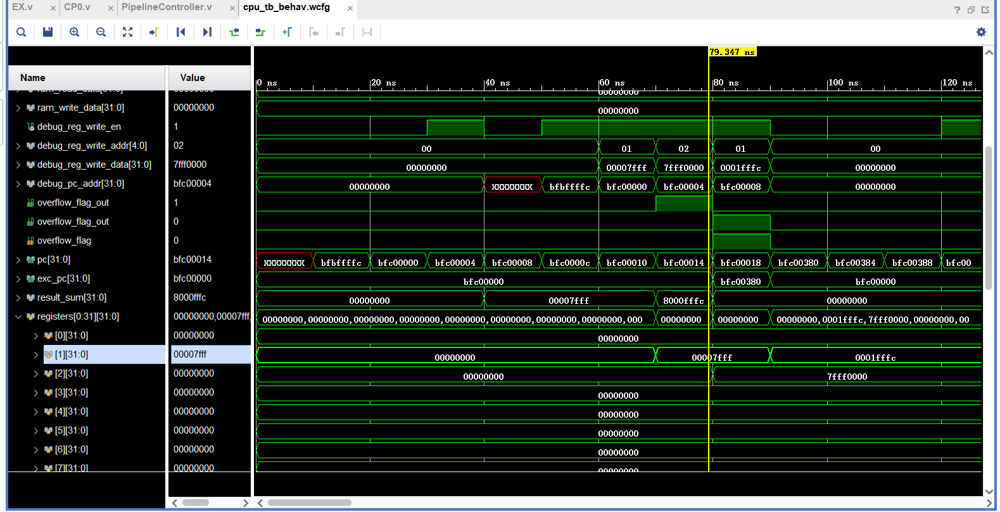 EX.v × CP0.v × PipelineController.v × cpu_tb_behav.wcfg ×
79.347 ns
Name Value
0 ns 20 ns 40 ns 60 ns 80 ns 100 ns 120 ns
ram_read_data[31:0] 00000000 00000000
ram_write_data[31:0] 00000000 00000000
debug_reg_write_en 1
debug_reg_write_addr[4:0] 02 00 01 02 01 00
debug_reg_write_data[31:0] 7fff0000 00000000 00007fff 7fff0000 0001fffc 00000000
debug_pc_addr[31:0] bfc00004 00000000 XXXXXXXX bfbffffc bfc00000 bfc00004 bfc00008 00000000
overflow_flag_out 1
overflow_flag_out 0
overflow_flag 0
pc[31:0] bfc00014 XXXXXXXX bfbffffc bfc00000 bfc00004 bfc00008 bfc0000c bfc00010 bfc00014 bfc00018 bfc00380 bfc00384 bfc00388 bfc00
exc_pc[31:0] bfc00000 bfc00000 bfc00380 bfc00000
result_sum[31:0] 8000fffc 00000000 00007fff 8000fffc 00000000
registers[0:31][31:0] 00000000,00007fff, 00000000,00000000,00000000,00000000,00000000,00000000,00000000,00000000,000 00000000 00000000 00000000,0001fffc,7fff0000,00000000,00
[0][31:0] 00000000 00000000
[1][31:0] 00007fff 00000000 00007fff 0001fffc
[2][31:0] 00000000 00000000 7fff0000
[3][31:0] 00000000 00000000
[4][31:0] 00000000 00000000
[5][31:0] 00000000 00000000
[6][31:0] 00000000 00000000
[7][31:0] 00000000 00000000